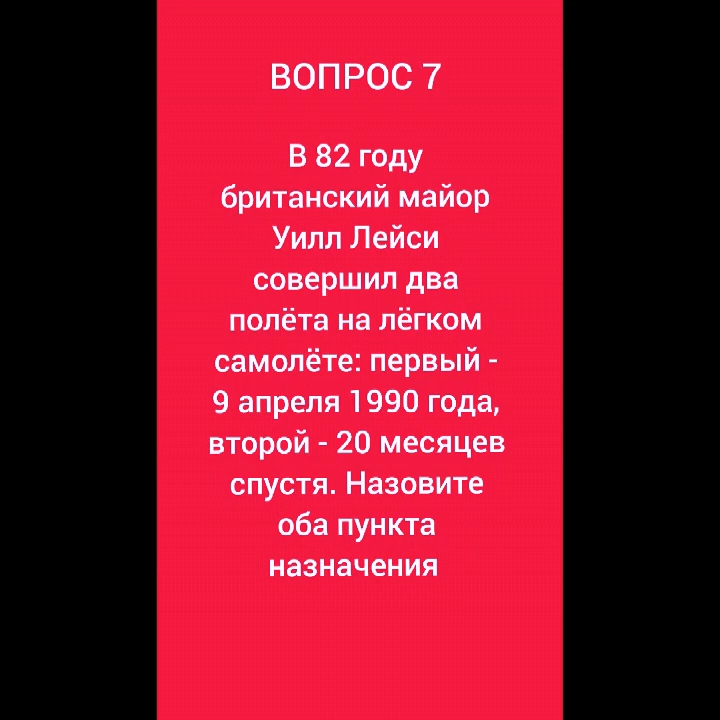 ВОПРОС 7
В 82 году
британский майор
Уилл Лейси
совершил два
полёта на лёгком
самолёте: первый -
9 апреля 1990 года,
второй - 20 месяцев
спустя. Назовите
оба пункта
назначения